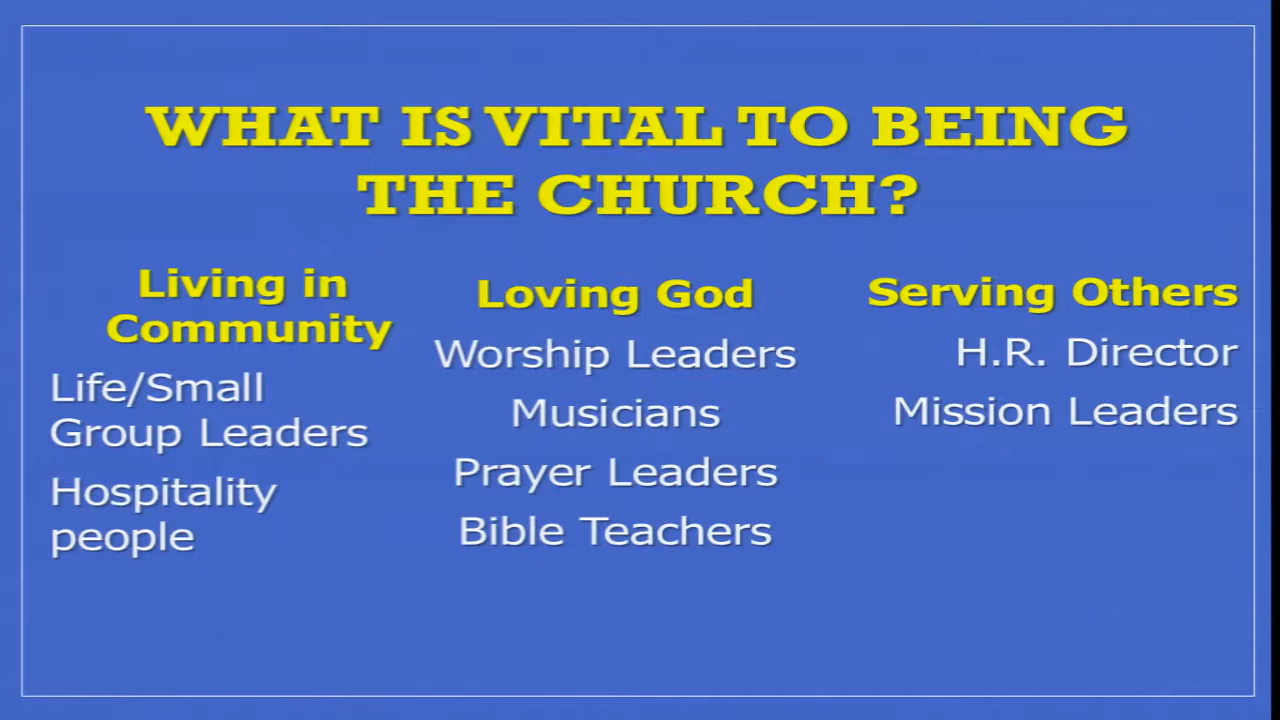 WHAT IS VITAL TO BEING
THE CHURCH?
Living in
Community
Life/Small
Group Leaders
Hospitality
people
Loving God
Worship Leaders
Musicians
Prayer Leaders
Bible Teachers
Serving Others
H.R. Director
Mission Leaders